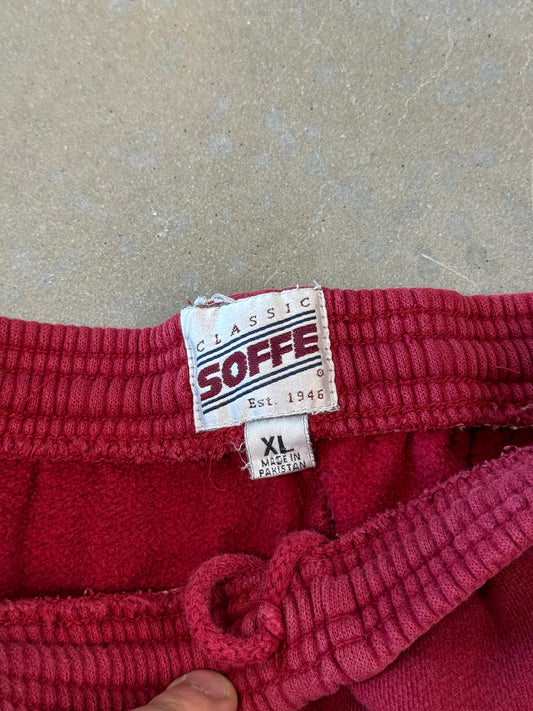 CLASSIC
SOFFE
®
Est. 1946
XL
MADE IN
PAKISTAN